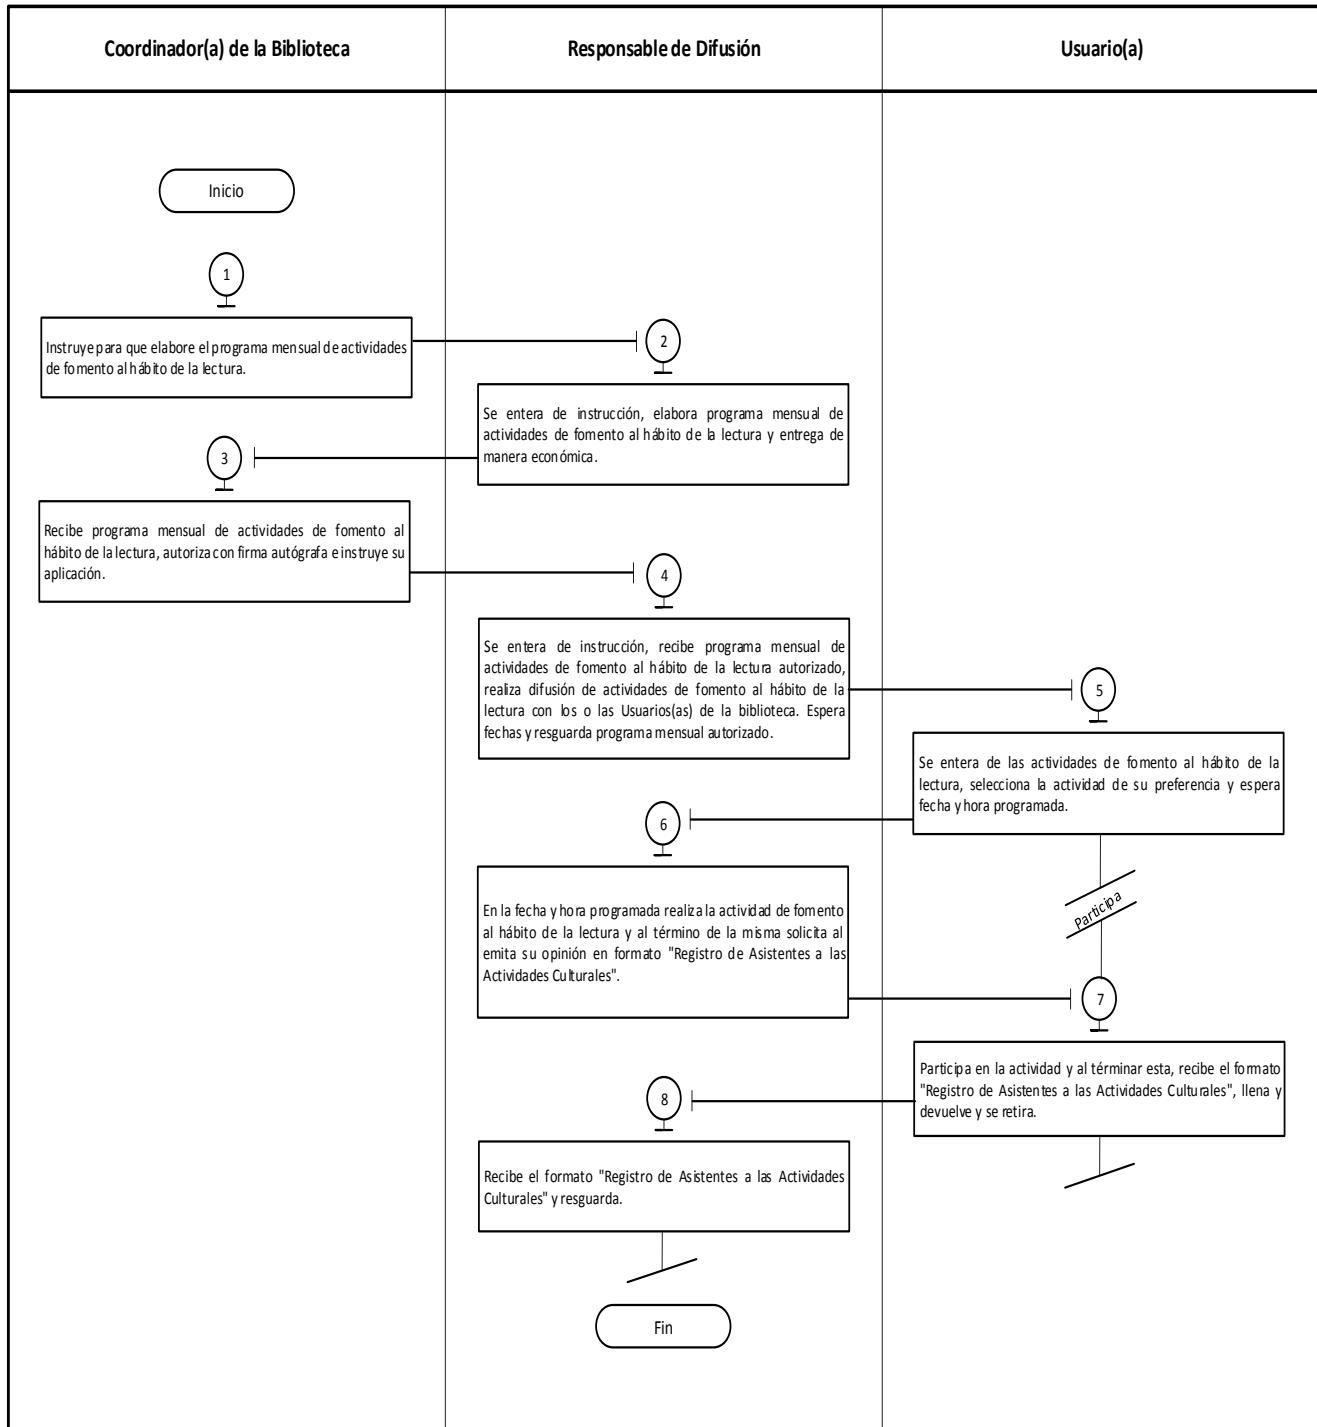 Coordinador(a) de la Biblioteca
Responsable de Difusión
Usuario(a)
Inicio
1
Instruye para que elabore el programa mensual de actividades
de fomento al hábito de la lectura.
2
Se entera de instrucción, elabora programa mensual de
actividades de fomento al hábito de la lectura y entrega de
manera económica.
3
Recibe programa mensual de actividades de fomento al
hábito de la lectura, autoriza con firma autógrafa e instruye su
aplicación.
4
Se entera de instrucción, recibe programa mensual de
actividades de fomento al hábito de la lectura autorizado,
realiza difusión de actividades de fomento al hábito de la
lectura con los o las Usuarios(as) de la biblioteca. Espera
fechas y resguarda programa mensual autorizado.
5
Se entera de las actividades de fomento al hábito de la
lectura, selecciona la actividad de su preferencia y espera
fecha y hora programada.
6
En la fecha y hora programada realiza la actividad de fomento
al hábito de la lectura y al término de la misma solicita al
emita su opinión en formato "Registro de Asistentes a las
Actividades Culturales".
Participa
7
Participa en la actividad y al términar esta, recibe el formato
"Registro de Asistentes a las Actividades Culturales", llena y
devuelve y se retira.
8
Recibe el formato "Registro de Asistentes a las Actividades
Culturales" y resguarda.
Fin